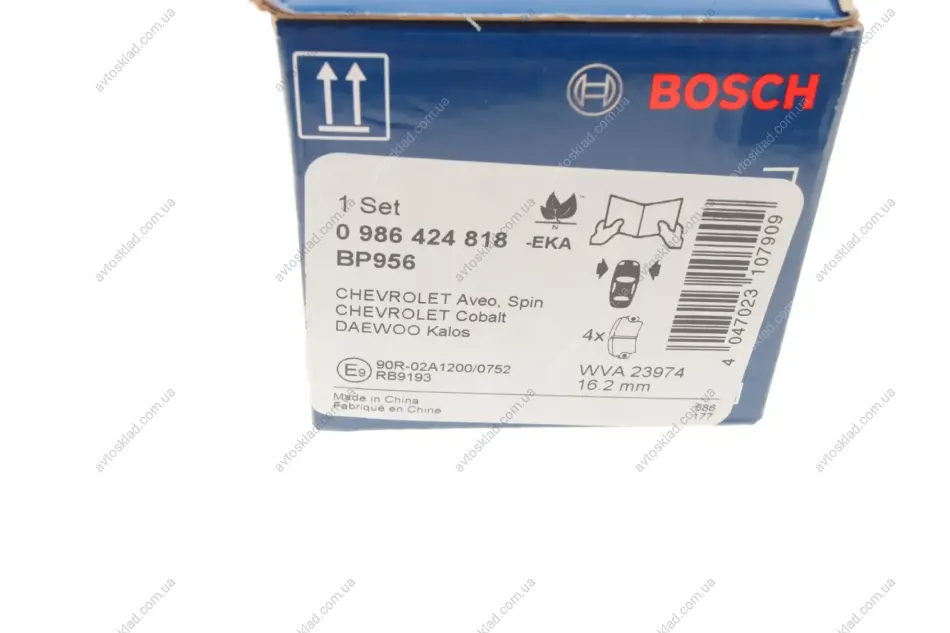 BOSCH
1 Set
0 986 424 818 -EKA
BP956
CHEVROLET Aveo, Spin
CHEVROLET Cobalt
DAEWOO Kalos
4x
E9 90R-02A1200/0752
RB9193
WVA 23974
16.2 mm
Made in China
Fabriqué en Chine
686
177
4 047023 107909
avtosklad.com.ua